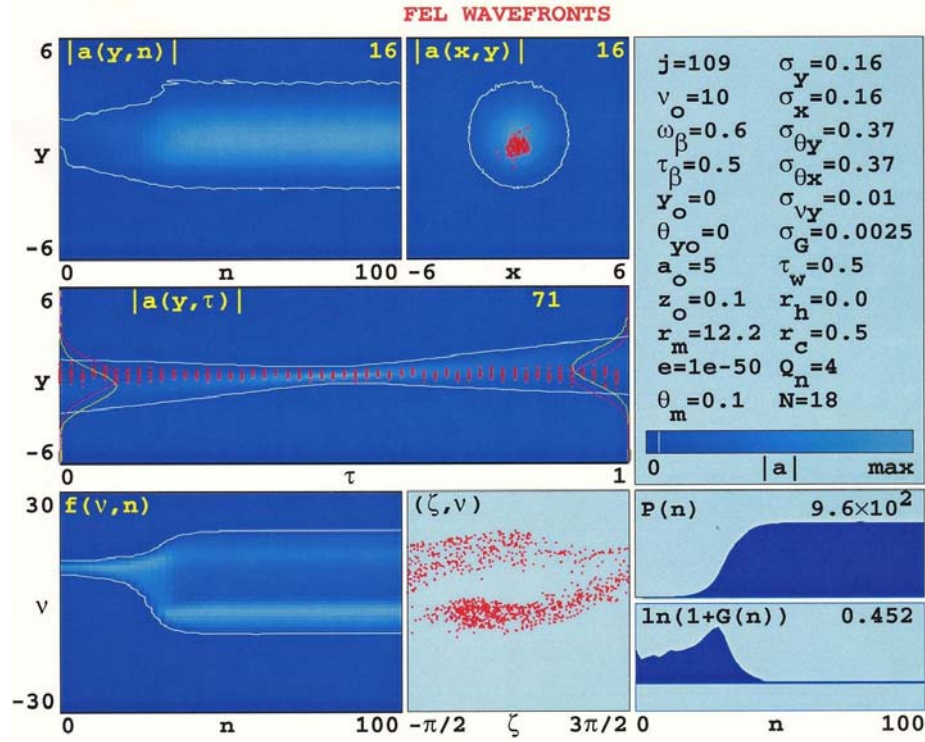 FEL WAVEFRONTS
6 |a(y,n)| 16
y
-6
0 n 100
|a(x,y)| 16
-6 x 6
j=109 σy=0.16
νo=10 σx=0.16
ωβ=0.6 σθy=0.37
τβ=0.5 σθx=0.37
yo=0 σνy=0.01
θyo=0 σG=0.0025
ao=5 τw=0.5
zo=0.1 rh=0.0
rm=12.2 rc=0.5
e=1e-50 Qn=4
θm=0.1 N=18
0 |a| max
6 |a(y,τ)| 71
y
-6
0 τ 1
30 f(ν,n)
ν
-30
0 n 100
(ζ,ν)
-π/2 ζ 3π/2
P(n) 9.6×10²
ln(1+G(n)) 0.452
0 n 100